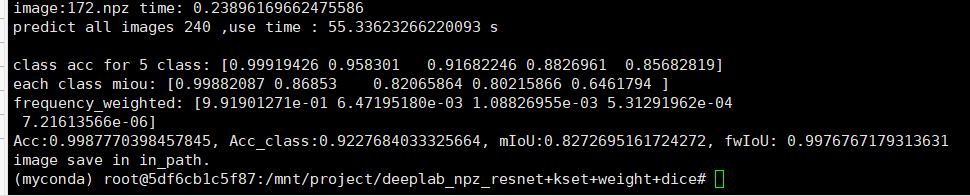 image:172.npz time: 0.23896169662475586
predict all images 240 ,use time : 55.33623266220093 s
class acc for 5 class: [0.99919426 0.958301   0.91682246 0.8826961  0.85682819]
each class miou: [0.99882087 0.86853    0.82065864 0.80215866 0.6461794 ]
frequency_weighted: [9.91901271e-01 6.47195180e-03 1.08826955e-03 5.31291962e-04
 7.21613566e-06]
Acc:0.9987770398457845, Acc_class:0.92276840333325664, mIoU:0.8272695161724272, fwIoU: 0.9976767179313631
image save in in_path.
(myconda) root@5df6cb1c5f87:/mnt/project/deeplab_npz_resnet+kset+weight+dice#